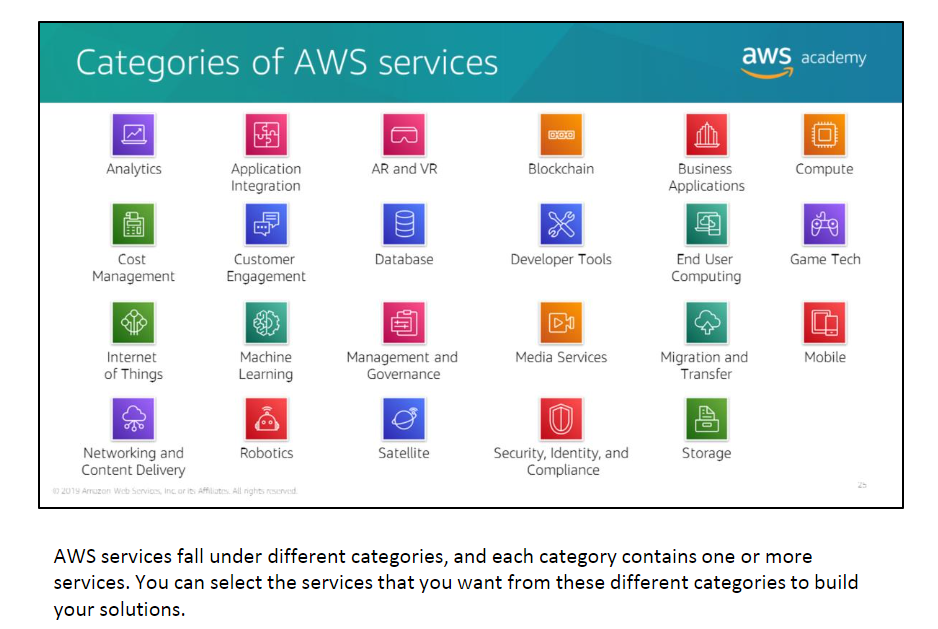 Categories of AWS services
aws academy
Analytics
Application
Integration
AR and VR
Blockchain
Business
Applications
Compute
Cost
Management
Customer
Engagement
Database
Developer Tools
End User
Computing
Game Tech
Internet
of Things
Machine
Learning
Management and
Governance
Media Services
Migration and
Transfer
Mobile
Networking and
Content Delivery
Robotics
Satellite
Security, Identity, and
Compliance
Storage
© 2019 Amazon Web Services, Inc. or its Affiliates. All rights reserved.
25
AWS services fall under different categories, and each category contains one or more
services. You can select the services that you want from these different categories to build
your solutions.